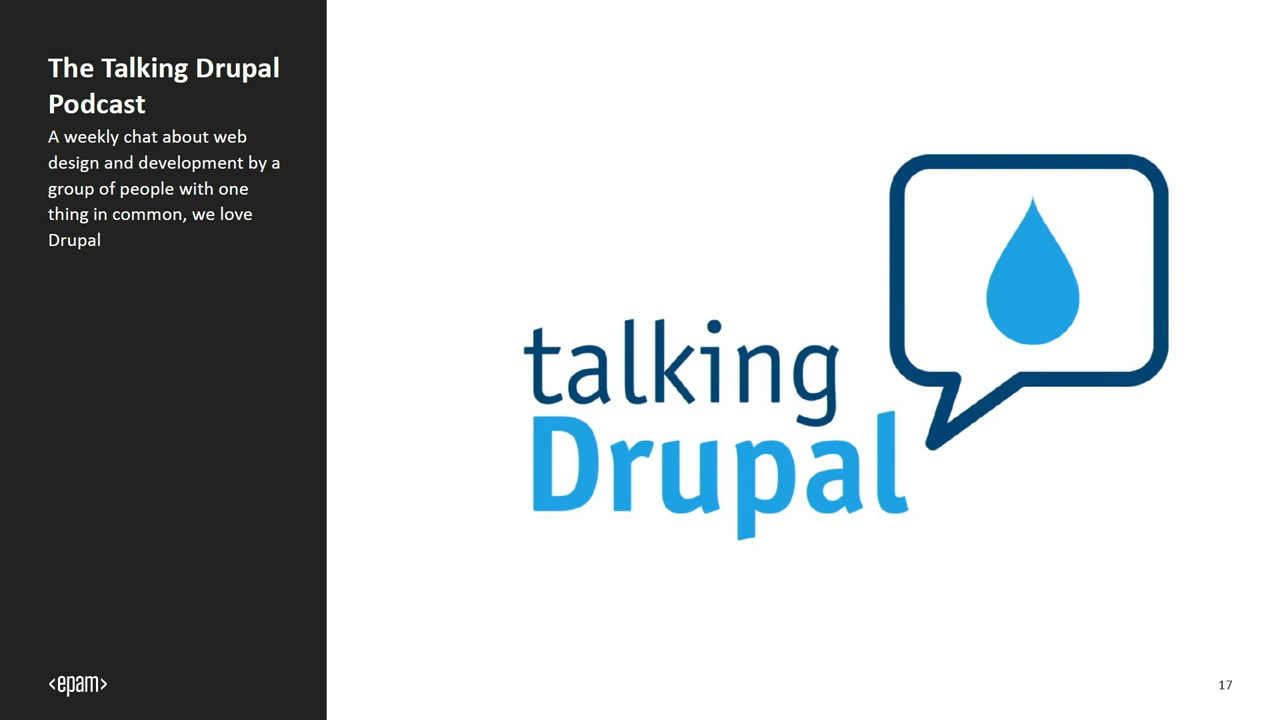 The Talking Drupal
Podcast
A weekly chat about web
design and development by a
group of people with one
thing in common, we love
Drupal
talking
Drupal
<epam>
17